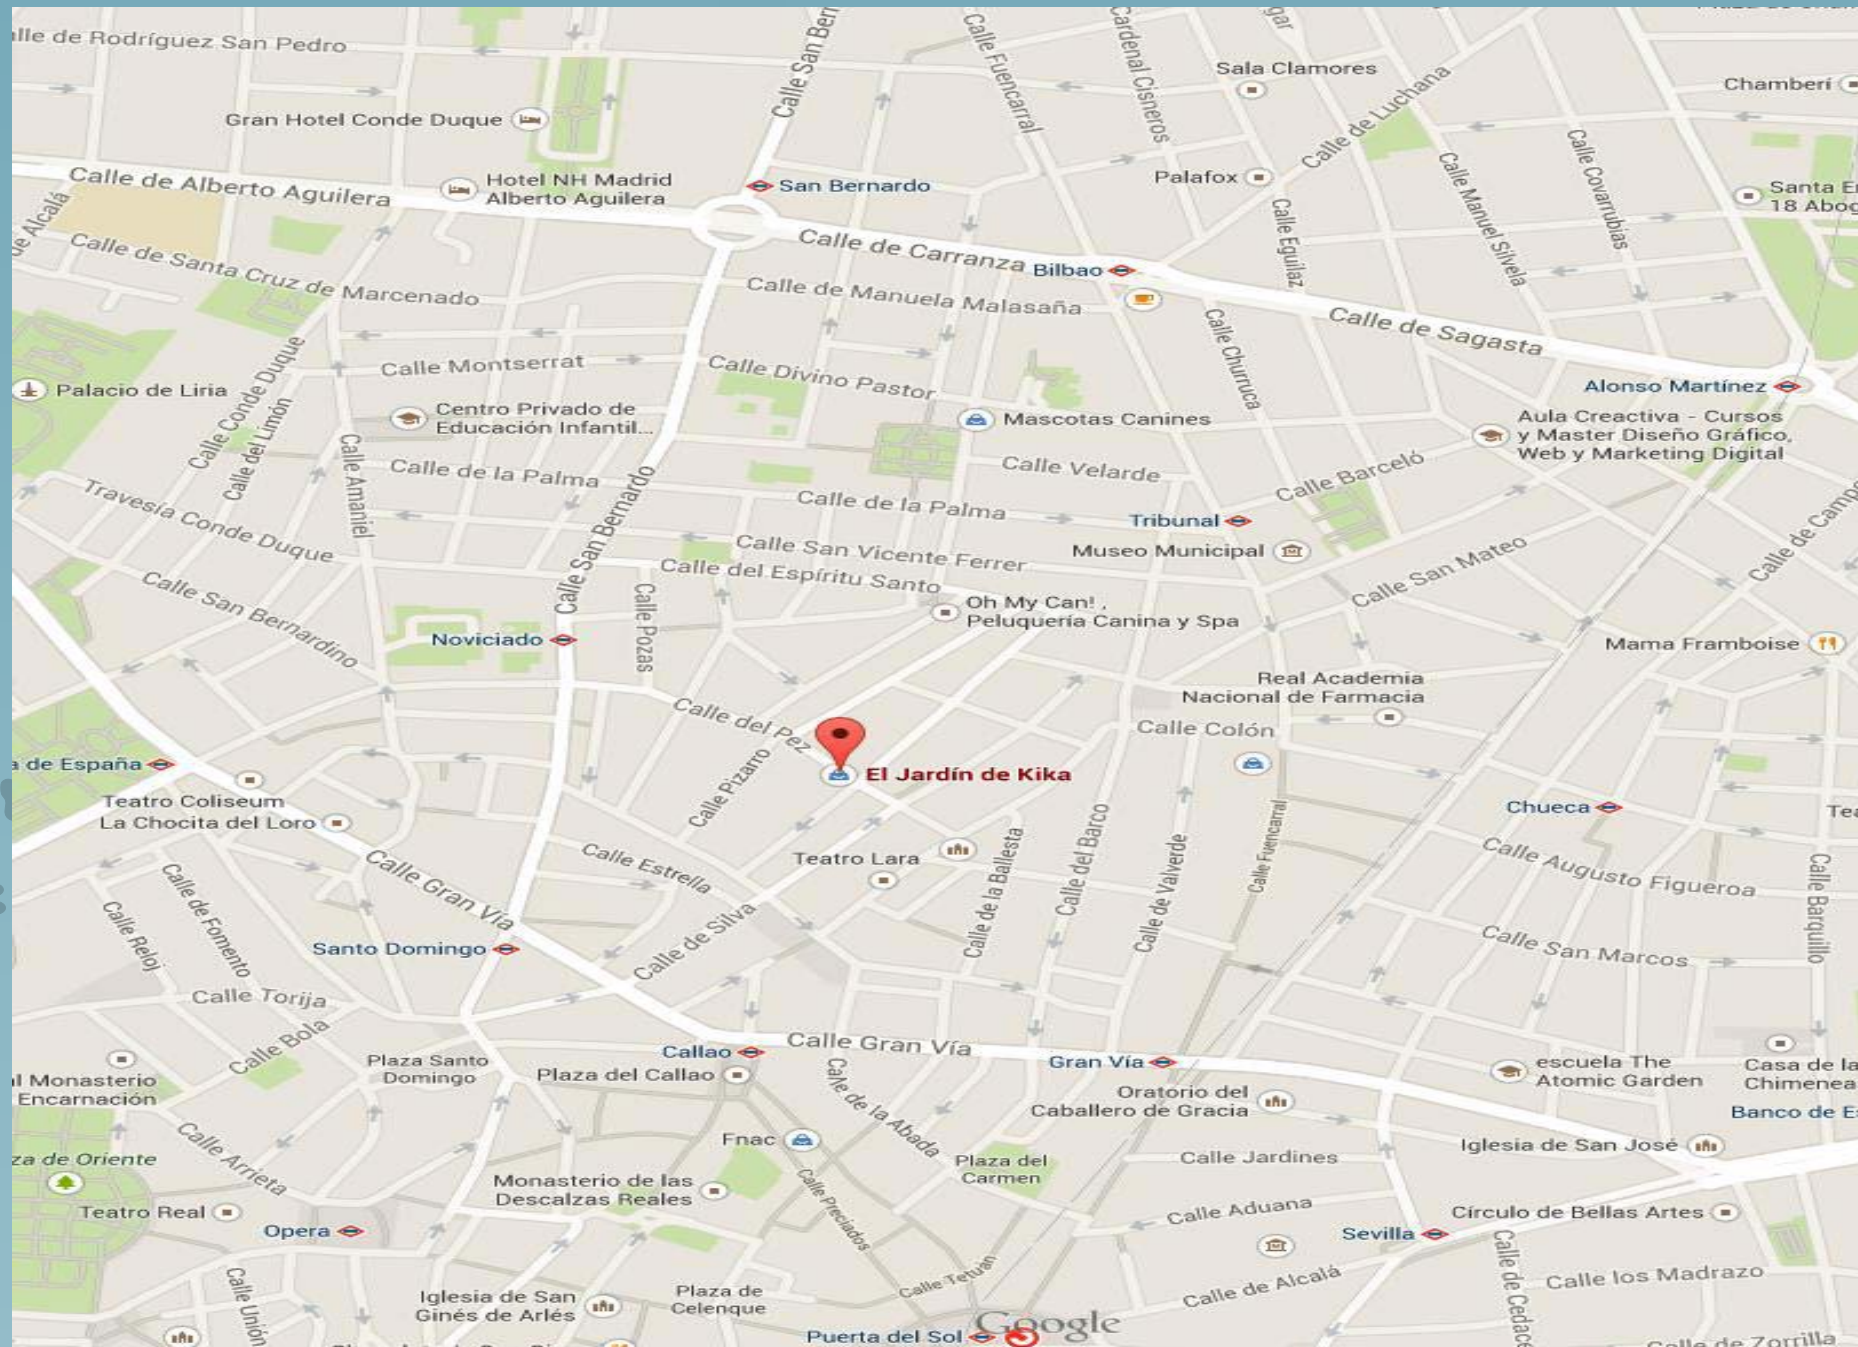 Calle de Rodríguez San Pedro
Calle San Ber
Calle Fuencarral
Cardenal Cisneros
Sala Clamores
Calle de Luchana
Chamberí
Gran Hotel Conde Duque
Calle Covarrubias
Calle Manuel Silvela
Calle de Alberto Aguilera
Hotel NH Madrid
Alberto Aguilera
San Bernardo
Palafox
Santa E
18 Abog
Calle Eguilaz
Calle de Santa Cruz de Marcenado
Calle de Carranza
Bilbao
Calle de Manuela Malasaña
Calle de Sagasta
Calle Churruca
Calle Montserrat
Calle Divino Pastor
Palacio de Liria
Calle Conde Duque
Calle del Limón
Alonso Martínez
Centro Privado de
Educación Infantil...
Mascotas Canines
Aula Creactiva - Cursos
y Master Diseño Gráfico,
Web y Marketing Digital
Calle Amaniel
Calle de la Palma
Calle Velarde
Calle Barceló
Travesía Conde Duque
Calle San Bernardo
Calle de la Palma
Tribunal
Calle San Vicente Ferrer
Museo Municipal
Calle San Mateo
Calle de Campo
Calle San Bernardino
Calle del Espíritu Santo
Calle Pozas
Oh My Can! ,
Peluquería Canina y Spa
Noviciado
Mama Framboise
Real Academia
Nacional de Farmacia
Calle del Pez
Calle Colón
a de España
Calle Pizarro
El Jardín de Kika
Teatro Coliseum
La Chocita del Loro
Chueca
Tea
Calle Estrella
Teatro Lara
Calle de la Ballesta
Calle del Barco
Calle de Valverde
Calle Fuencarral
Calle Augusto Figueroa
Calle Barquillo
Calle Gran Vía
Calle de Fomento
Calle Reloj
Santo Domingo
Calle de Silva
Calle San Marcos
Calle Torija
Calle Bola
Plaza Santo
Domingo
Callao
Calle Gran Vía
Gran Vía
Plaza del Callao
escuela The
Atomic Garden
Casa de la
Chimenea
al Monasterio
Encarnación
Calle de la Abada
Oratorio del
Caballero de Gracia
Banco de E
Calle Arrieta
Fnac
Iglesia de San José
za de Oriente
Plaza del
Carmen
Calle Jardines
Monasterio de las
Descalzas Reales
Calle Preciados
Teatro Real
Opera
Calle Aduana
Círculo de Bellas Artes
Sevilla
Calle Unión
Iglesia de San
Ginés de Arlés
Plaza de
Celenque
Calle Tetuán
Calle de Alcalá
Calle los Madrazo
Calle de Cedace
Puerta del Sol
Google
Calle de Zorrilla